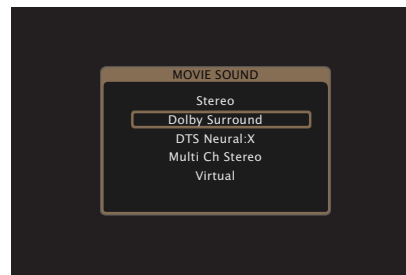 MOVIE SOUND
Stereo
Dolby Surround
DTS Neural:X
Multi Ch Stereo
Virtual